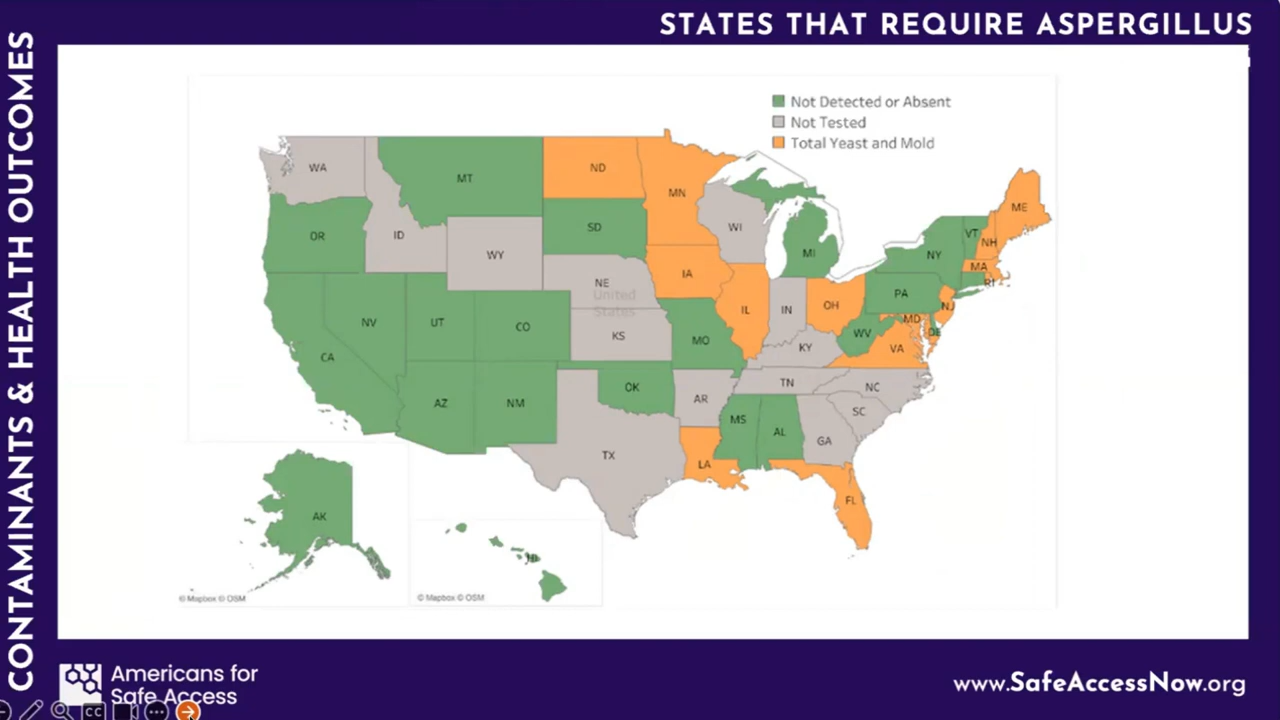 STATES THAT REQUIRE ASPERGILLUS
CONTAMINANTS & HEALTH OUTCOMES
Not Detected or Absent
Not Tested
Total Yeast and Mold
WA
MT
ND
MN
ME
OR
ID
WY
SD
WI
MI
NY
VT
NH
MA
RI
NV
UT
CO
NE
United
States
KS
IA
IL
IN
OH
PA
NJ
MD
DE
WV
VA
CA
AZ
NM
OK
MO
KY
TN
NC
SC
AR
MS
AL
GA
TX
LA
FL
AK
HI
© Mapbox © OSM
© Mapbox © OSM
Americans for
Safe Access
CC
www.SafeAccessNow.org